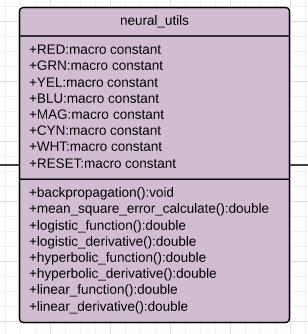 neural_utils
+RED:macro constant
+GRN:macro constant
+YEL:macro constant
+BLU:macro constant
+MAG:macro constant
+CYN:macro constant
+WHT:macro constant
+RESET:macro constant
+backpropagation():void
+mean_square_error_calculate():double
+logistic_function():double
+logistic_derivative():double
+hyperbolic_function():double
+hyperbolic_derivative():double
+linear_function():double
+linear_derivative():double